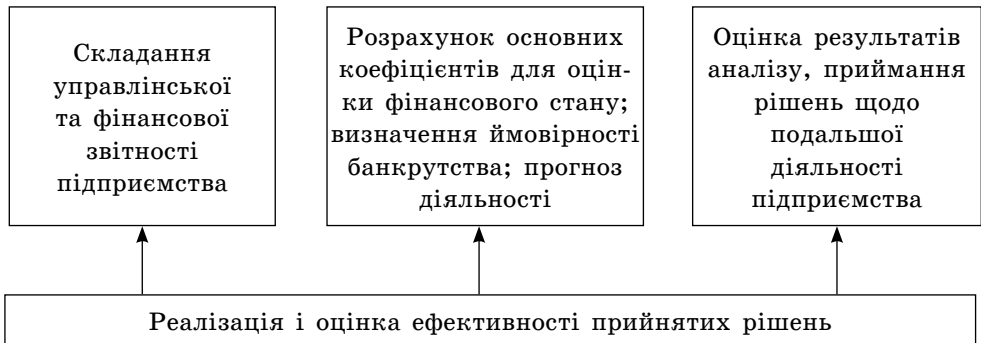 Складання
управлінської
та фінансової
звітності
підприємства
Розрахунок основних
коефіцієнтів для оцін-
ки фінансового стану;
визначення ймовірності
банкрутства; прогноз
діяльності
Оцінка результатів
аналізу, приймання
рішень щодо
подальшої
діяльності
підприємства
Реалізація і оцінка ефективності прийнятих рішень